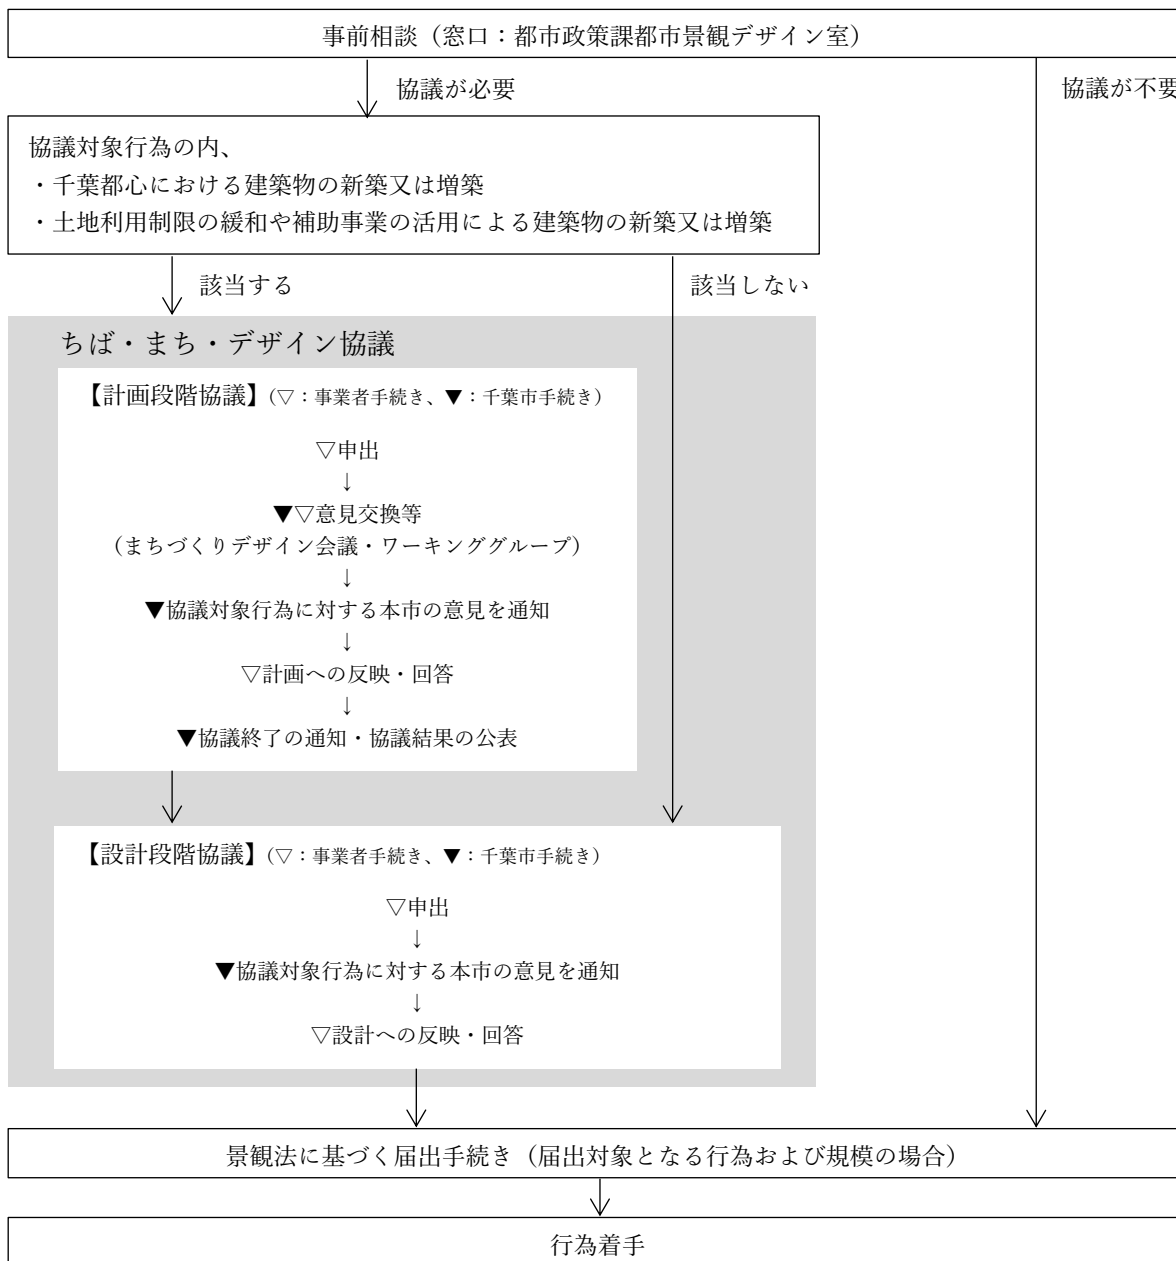 事前相談（窓口：都市政策課都市景観デザイン室）
協議が必要
協議が不要
協議対象行為の内、
・千葉都心における建築物の新築又は増築
・土地利用制限の緩和や補助事業の活用による建築物の新築又は増築
該当する
該当しない
ちば・まち・デザイン協議
【計画段階協議】（▽：事業者手続き、▼：千葉市手続き）
▽申出
↓
▼▽意見交換等
（まちづくりデザイン会議・ワーキンググループ）
↓
▼協議対象行為に対する本市の意見を通知
↓
▽計画への反映・回答
↓
▼協議終了の通知・協議結果の公表
【設計段階協議】（▽：事業者手続き、▼：千葉市手続き）
▽申出
↓
▼協議対象行為に対する本市の意見を通知
↓
▽設計への反映・回答
景観法に基づく届出手続き（届出対象となる行為および規模の場合）
行為着手